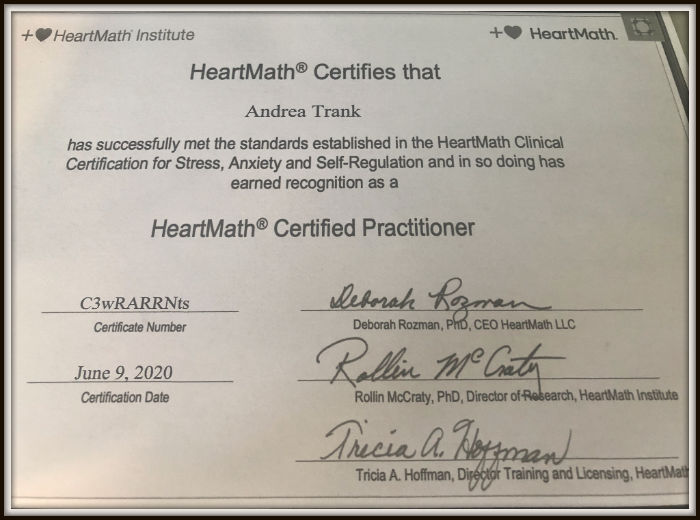 HeartMath® Institute
HeartMath.
HeartMath® Certifies that
Andrea Trank
has successfully met the standards established in the HeartMath Clinical
Certification for Stress, Anxiety and Self-Regulation and in so doing has
earned recognition as a
HeartMath® Certified Practitioner
C3wRARRNts
Certificate Number
Deborah Rozman
Deborah Rozman, PhD, CEO HeartMath LLC
June 9, 2020
Certification Date
Rollin McCraty
Rollin McCraty, PhD, Director of Research, HeartMath Institute
Tricia A. Hoffman
Tricia A. Hoffman, Director Training and Licensing, HeartMath